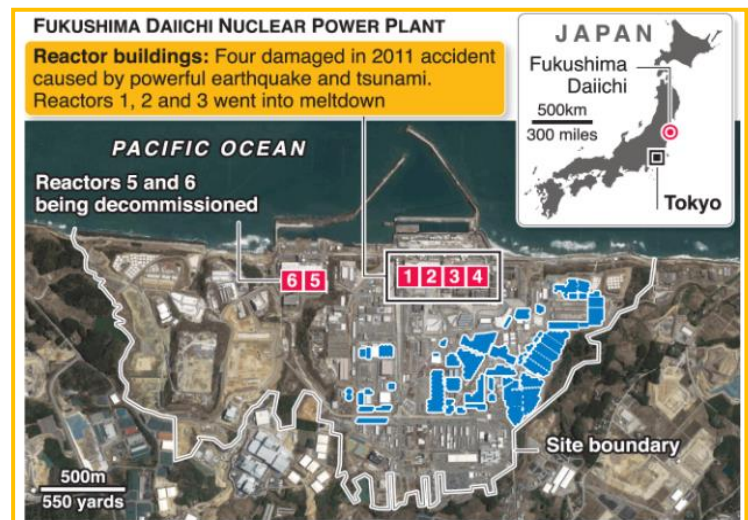 FUKUSHIMA DAIICHI NUCLEAR POWER PLANT
Reactor buildings: Four damaged in 2011 accident
caused by powerful earthquake and tsunami.
Reactors 1, 2 and 3 went into meltdown
JAPAN
Fukushima
Daiichi
500km
300 miles
Tokyo
PACIFIC OCEAN
Reactors 5 and 6
being decommissioned
6 5
1 2 3 4
Site boundary
500m
550 yards